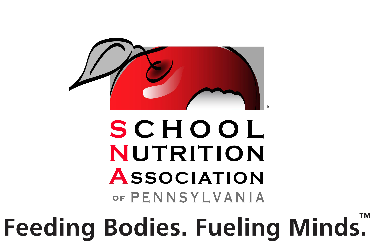 SCHOOL
NUTRITION
ASSOCIATION
OF PENNSYLVANIA
Feeding Bodies. Fueling Minds.™